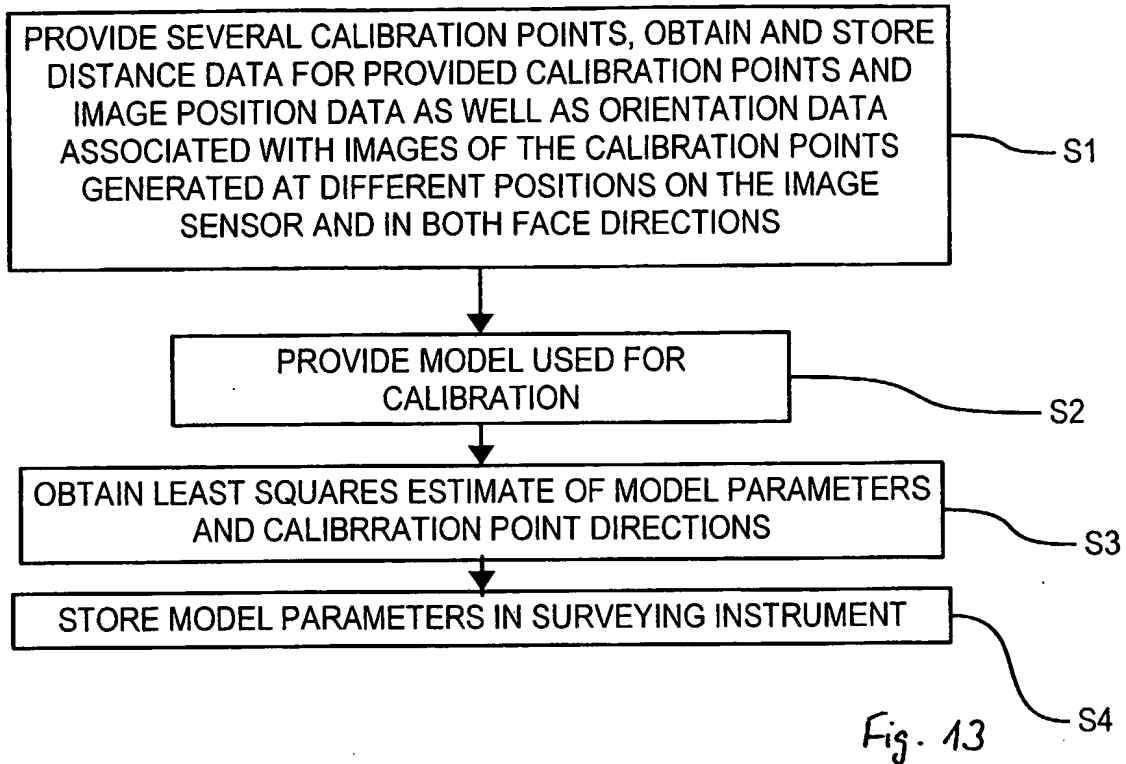 PROVIDE SEVERAL CALIBRATION POINTS, OBTAIN AND STORE
DISTANCE DATA FOR PROVIDED CALIBRATION POINTS AND
IMAGE POSITION DATA AS WELL AS ORIENTATION DATA
ASSOCIATED WITH IMAGES OF THE CALIBRATION POINTS
GENERATED AT DIFFERENT POSITIONS ON THE IMAGE
SENSOR AND IN BOTH FACE DIRECTIONS
S1
PROVIDE MODEL USED FOR
CALIBRATION
S2
OBTAIN LEAST SQUARES ESTIMATE OF MODEL PARAMETERS
AND CALIBRRATION POINT DIRECTIONS
S3
STORE MODEL PARAMETERS IN SURVEYING INSTRUMENT
S4
Fig. 13